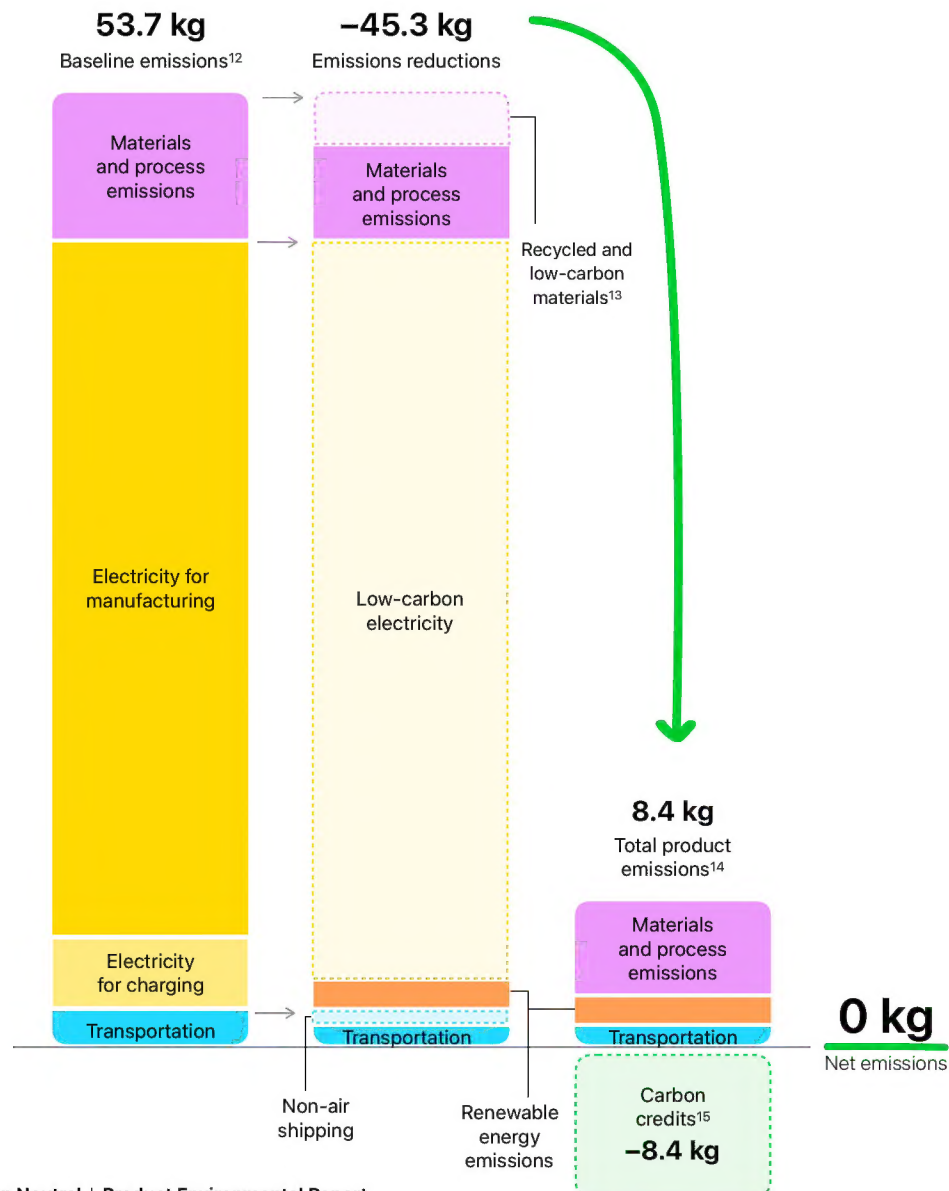 53.7 kg
Baseline emissions¹²
−45.3 kg
Emissions reductions
Materials
and process
emissions
Materials
and process
emissions
Recycled and
low-carbon
materials¹³
Electricity for
manufacturing
Low-carbon
electricity
8.4 kg
Total product
emissions¹⁴
Materials
and process
emissions
Electricity
for charging
Transportation
Transportation
Transportation
0 kg
Net emissions
Non-air
shipping
Renewable
energy
emissions
Carbon
credits¹⁵
−8.4 kg